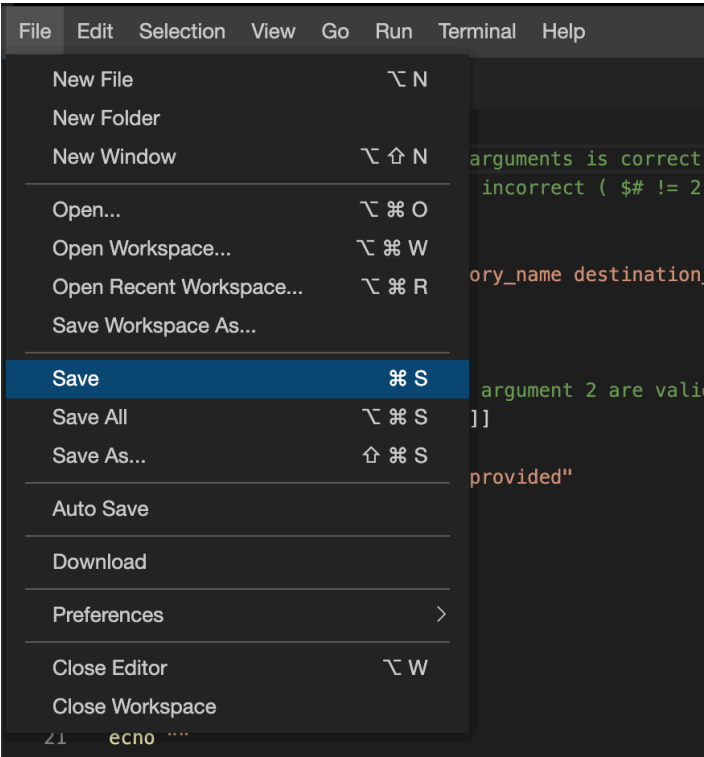 File Edit Selection View Go Run Terminal Help
New File ⌥ N
New Folder
New Window ⌥ ⇧ N
arguments is correct
incorrect ( $# != 2
Open... ⌥ ⌘ O
Open Workspace... ⌥ ⌘ W
ory_name destination_
Open Recent Workspace... ⌥ ⌘ R
Save Workspace As...
Save ⌘ S
argument 2 are vali
Save All ⌥ ⌘ S
]]
Save As... ⇧ ⌘ S
provided"
Auto Save
Download
Preferences >
Close Editor ⌥ W
Close Workspace
21 echo ""